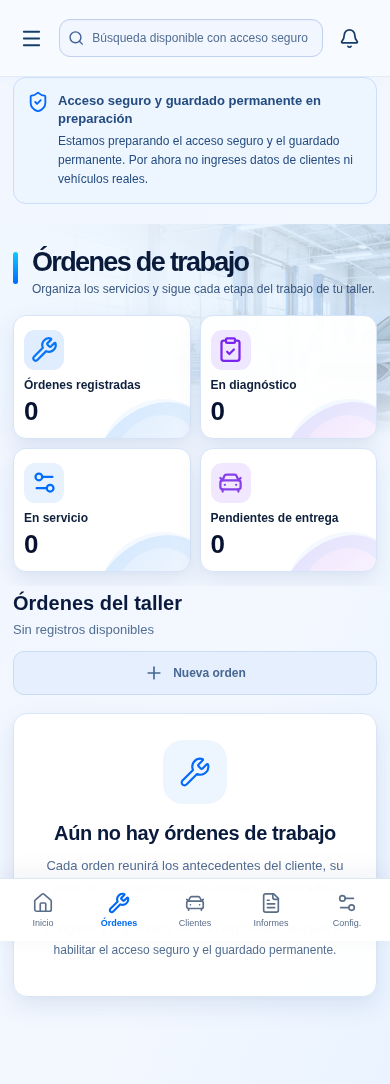 Búsqueda disponible con acceso seguro
Acceso seguro y guardado permanente en
preparación
Estamos preparando el acceso seguro y el guardado
permanente. Por ahora no ingreses datos de clientes ni
vehículos reales.
Órdenes de trabajo
Organiza los servicios y sigue cada etapa del trabajo de tu taller.
Órdenes registradas
0
En diagnóstico
0
En servicio
0
Pendientes de entrega
0
Órdenes del taller
Sin registros disponibles
Nueva orden
Aún no hay órdenes de trabajo
Cada orden reunirá los antecedentes del cliente, su
Inicio
Órdenes
Clientes
Informes
Config.
habilitar el acceso seguro y el guardado permanente.